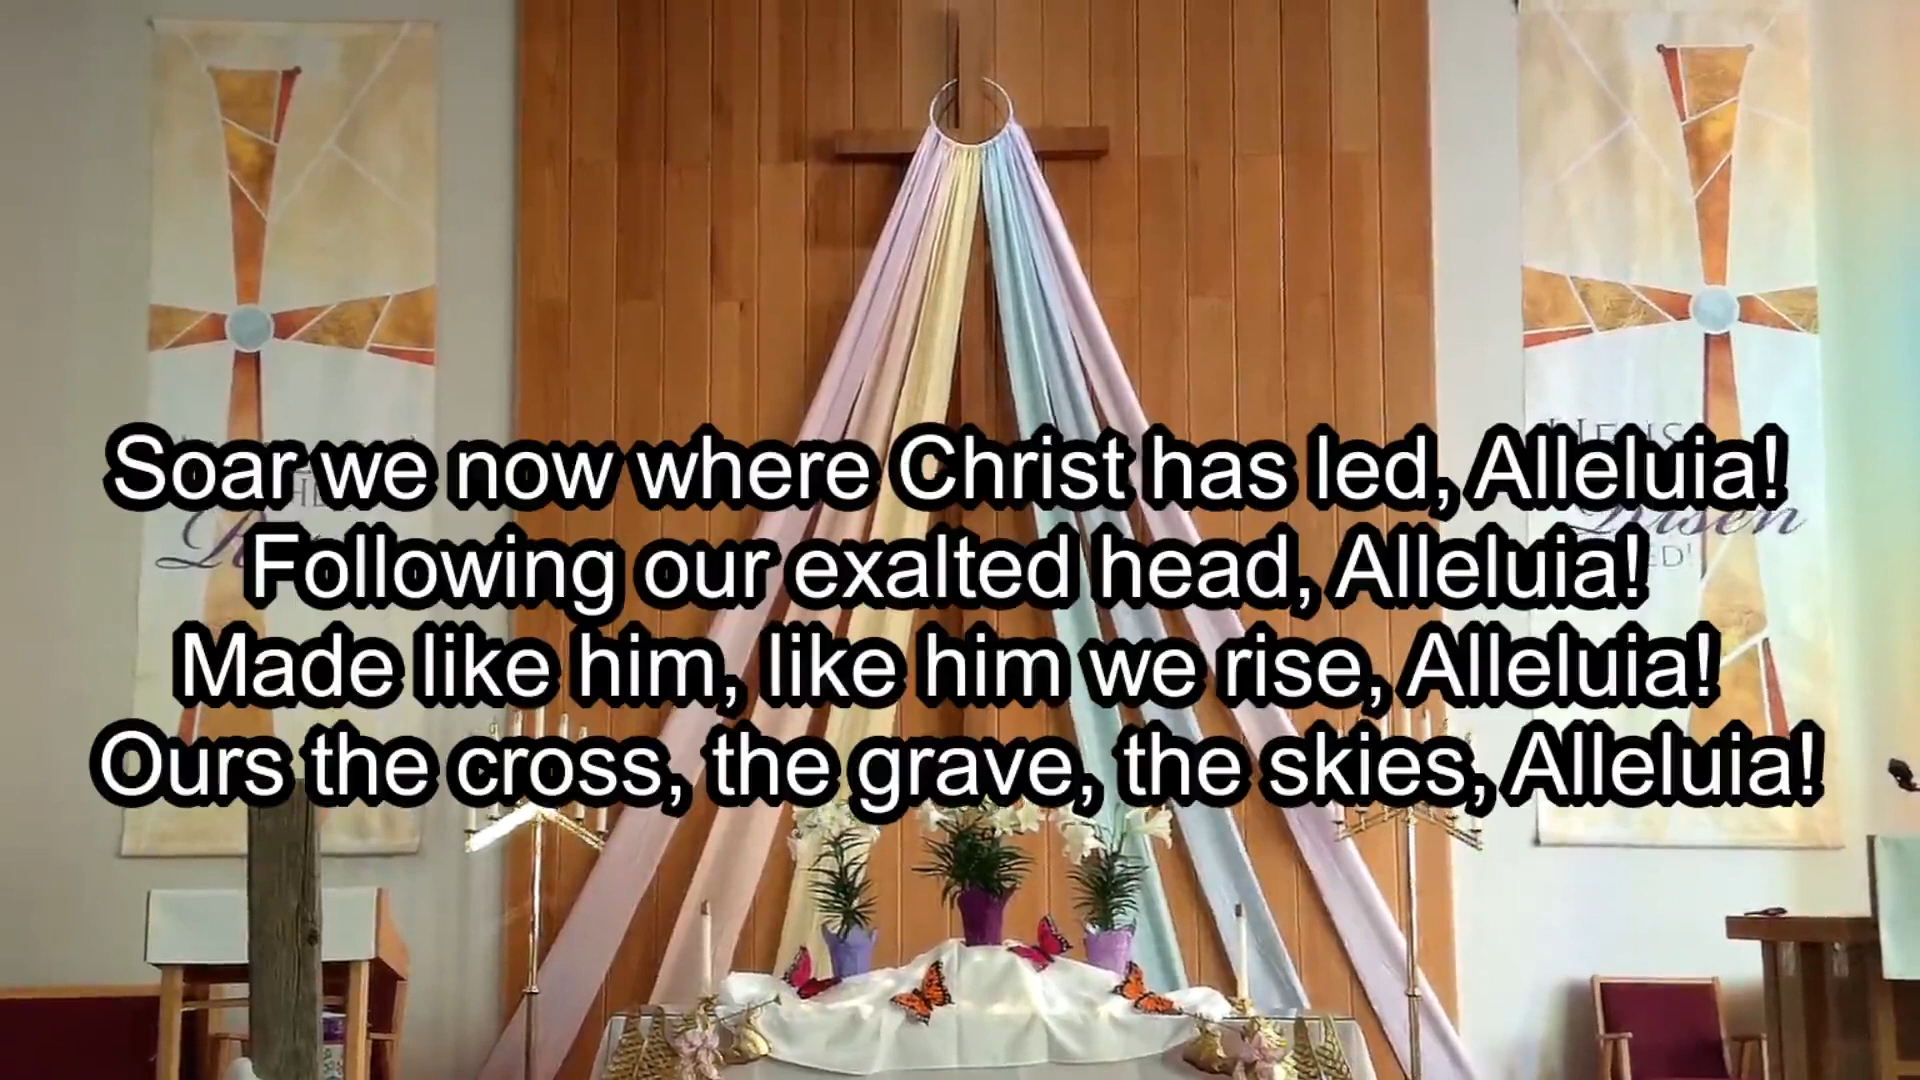 Soar we now where Christ has led, Alleluia!
Following our exalted head, Alleluia!
Made like him, like him we rise, Alleluia!
Ours the cross, the grave, the skies, Alleluia!